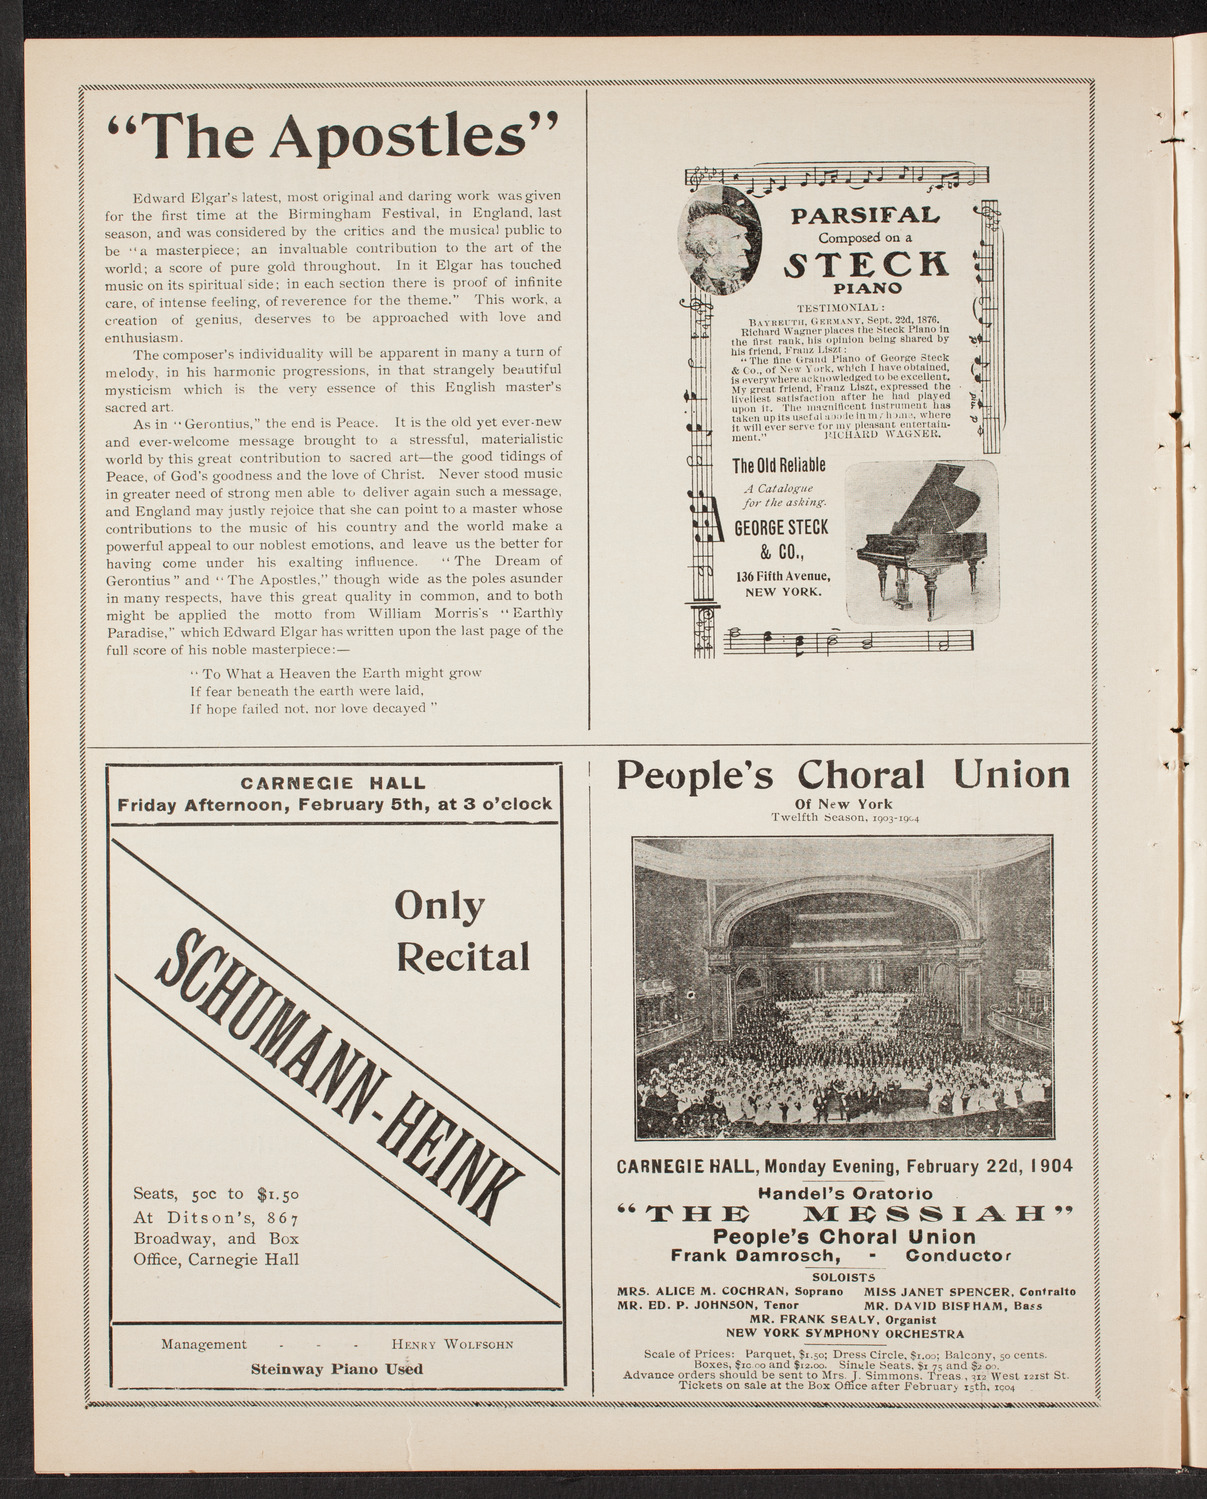 “The Apostles”
Edward Elgar's latest, most original and daring work was given
for the first time at the Birmingham Festival, in England, last
season, and was considered by the critics and the musical public to
be “a masterpiece; an invaluable contribution to the art of the
world; a score of pure gold throughout. In it Elgar has touched
music on its spiritual side; in each section there is proof of infinite
care, of intense feeling, of reverence for the theme.” This work, a
creation of genius, deserves to be approached with love and
enthusiasm.
The composer's individuality will be apparent in many a turn of
melody, in his harmonic progressions, in that strangely beautiful
mysticism which is the very essence of this English master's
sacred art.
As in “Gerontius,” the end is Peace. It is the old yet ever-new
and ever-welcome message brought to a stressful, materialistic
world by this great contribution to sacred art—the good tidings of
Peace, of God's goodness and the love of Christ. Never stood music
in greater need of strong men able to deliver again such a message,
and England may justly rejoice that she can point to a master whose
contributions to the music of his country and the world make a
powerful appeal to our noblest emotions, and leave us the better for
having come under his exalting influence. “The Dream of
Gerontius” and “The Apostles,” though wide as the poles asunder
in many respects, have this great quality in common, and to both
might be applied the motto from William Morris's “Earthly
Paradise,” which Edward Elgar has written upon the last page of the
full score of his noble masterpiece:—
“To What a Heaven the Earth might grow
If fear beneath the earth were laid,
If hope failed not, nor love decayed”
PARSIFAL
Composed on a
STECK
PIANO
TESTIMONIAL:
BAYREUTH, GERMANY, Sept. 22d, 1876.
Richard Wagner places the Steck Piano in
the first rank, his opinion being shared by
his friend, Franz Liszt:
“The fine Grand Piano of George Steck
& Co., of New York, which I have obtained,
is everywhere acknowledged to be excellent.
My great friend, Franz Liszt, expressed the
liveliest satisfaction after he had played
upon it. The magnificent instrument has
taken up its useful abode in my home, where
it will ever serve for my pleasant entertain-
ment.” RICHARD WAGNER.
The Old Reliable
A Catalogue
for the asking.
GEORGE STECK
& CO.,
136 Fifth Avenue,
NEW YORK.
CARNEGIE HALL
Friday Afternoon, February 5th, at 3 o'clock
Only
Recital
SCHUMANN-HEINK
Seats, 50c to $1.50
At Ditson's, 867
Broadway, and Box
Office, Carnegie Hall
Management - - - HENRY WOLFSOHN
Steinway Piano Used
People's Choral Union
Of New York
Twelfth Season, 1903-1904
CARNEGIE HALL, Monday Evening, February 22d, 1904
Handel's Oratorio
“THE MESSIAH”
People's Choral Union
Frank Damrosch, - Conductor
SOLOISTS
MRS. ALICE M. COCHRAN, Soprano MISS JANET SPENCER, Contralto
MR. ED. P. JOHNSON, Tenor MR. DAVID BISPHAM, Bass
MR. FRANK SEALY, Organist
NEW YORK SYMPHONY ORCHESTRA
Scale of Prices: Parquet, $1.50; Dress Circle, $1.00; Balcony, 50 cents.
Boxes, $10.00 and $12.00. Single Seats, $1 75 and $2 00.
Advance orders should be sent to Mrs. J. Simmons, Treas., 312 West 121st St.
Tickets on sale at the Box Office after February 15th, 1904